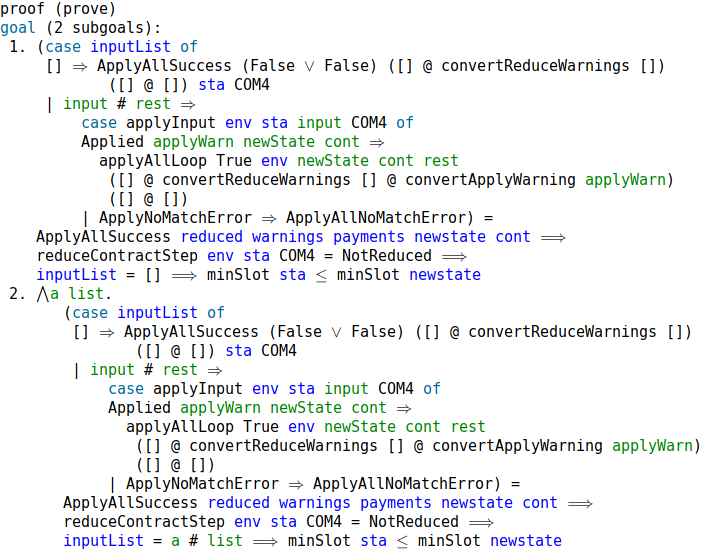 proof (prove)
goal (2 subgoals):
 1. (case inputList of
     [] ⇒ ApplyAllSuccess (False ∨ False) ([] @ convertReduceWarnings [])
            ([] @ []) sta COM4
     | input # rest ⇒
         case applyInput env sta input COM4 of
         Applied applyWarn newState cont ⇒
           applyAllLoop True env newState cont rest
            ([] @ convertReduceWarnings [] @ convertApplyWarning applyWarn)
            ([] @ [])
         | ApplyNoMatchError ⇒ ApplyAllNoMatchError) =
    ApplyAllSuccess reduced warnings payments newstate cont ⟹
    reduceContractStep env sta COM4 = NotReduced ⟹
    inputList = [] ⟹ minSlot sta ≤ minSlot newstate
 2. ⋀a list.
       (case inputList of
        [] ⇒ ApplyAllSuccess (False ∨ False) ([] @ convertReduceWarnings [])
               ([] @ []) sta COM4
        | input # rest ⇒
            case applyInput env sta input COM4 of
            Applied applyWarn newState cont ⇒
              applyAllLoop True env newState cont rest
               ([] @ convertReduceWarnings [] @ convertApplyWarning applyWarn)
               ([] @ [])
            | ApplyNoMatchError ⇒ ApplyAllNoMatchError) =
       ApplyAllSuccess reduced warnings payments newstate cont ⟹
       reduceContractStep env sta COM4 = NotReduced ⟹
       inputList = a # list ⟹ minSlot sta ≤ minSlot newstate